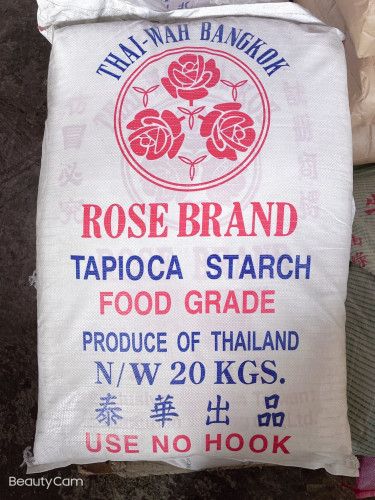 THAI-WAH BANGKOK
ROSE BRAND
TAPIOCA STARCH
FOOD GRADE
PRODUCE OF THAILAND
N/W 20 KGS.
泰華出品
USE NO HOOK
BeautyCam